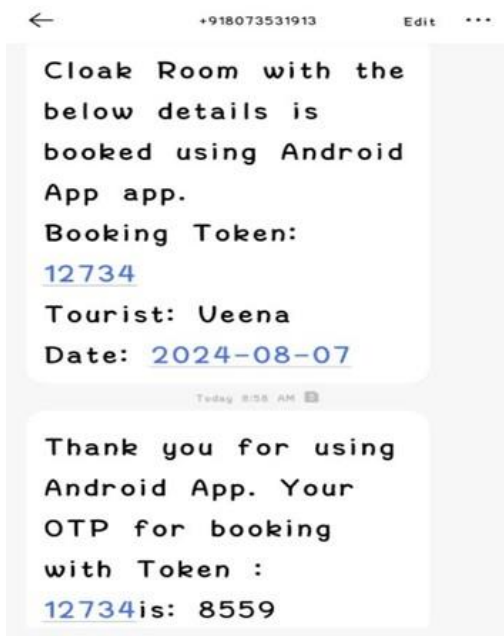 +918073531913 Edit
Cloak Room with the
below details is
booked using Android
App app.
Booking Token:
12734
Tourist: Veena
Date: 2024-08-07
Today 8:58 AM
Thank you for using
Android App. Your
OTP for booking
with Token :
12734is: 8559